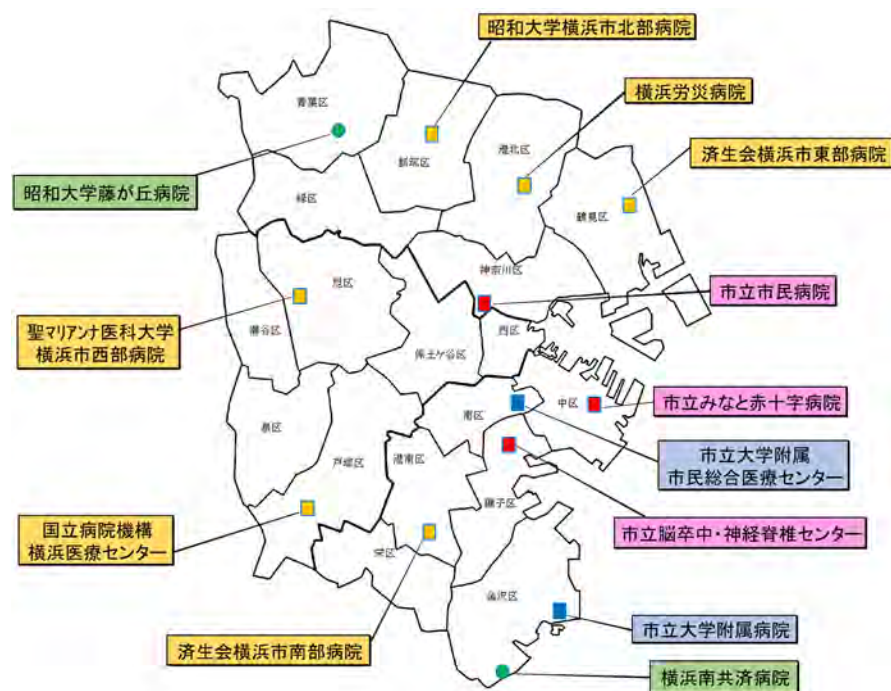 昭和大学横浜市北部病院
横浜労災病院
済生会横浜市東部病院
青葉区
都筑区
港北区
鶴見区
昭和大学藤が丘病院
緑区
神奈川区
旭区
市立市民病院
聖マリアンナ医科大学
横浜市西部病院
瀬谷区
西区
保土ケ谷区
中区
市立みなと赤十字病院
南区
泉区
戸塚区
港南区
市立大学附属
市民総合医療センター
磯子区
国立病院機構
横浜医療センター
市立脳卒中・神経脊椎センター
栄区
金沢区
市立大学附属病院
済生会横浜市南部病院
横浜南共済病院